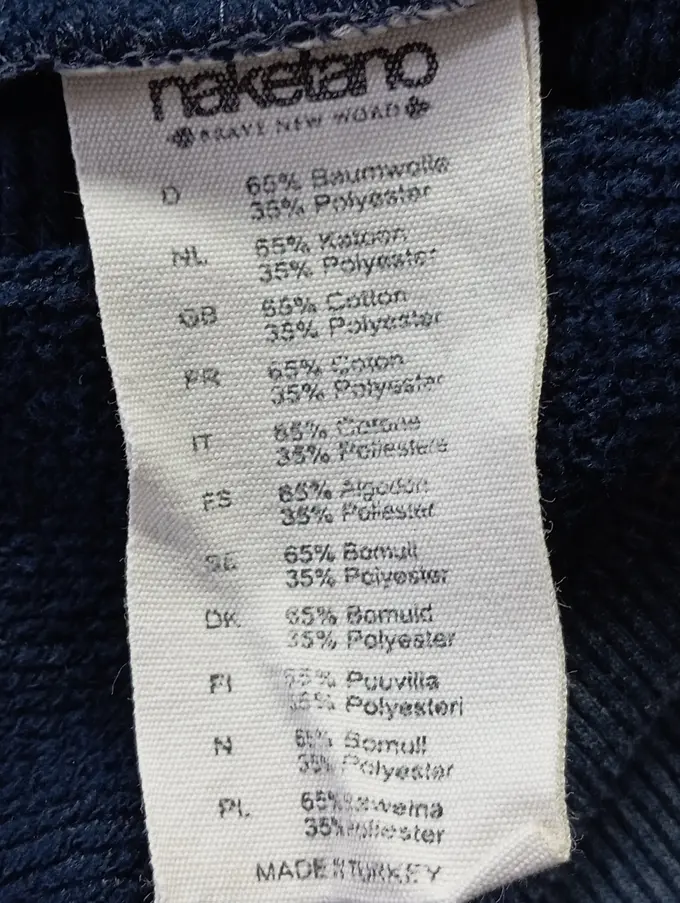 naketano
BRAVE NEW WORD
D 65% Baumwolle
35% Polyester
NL 65% Katoen
35% Polyester
GB 65% Cotton
35% Polyester
FR 65% Coton
35% Polyester
IT 65% Cotone
35% Poliestere
ES 65% Algodon
35% Poliester
SE 65% Bomull
35% Polyester
DK 65% Bomuld
35% Polyester
FI 65% Puuvilla
35% Polyesteri
N 65% Bomull
35% Polyester
PL 65% Bawelna
35% Poliester
MADE IN TURKEY